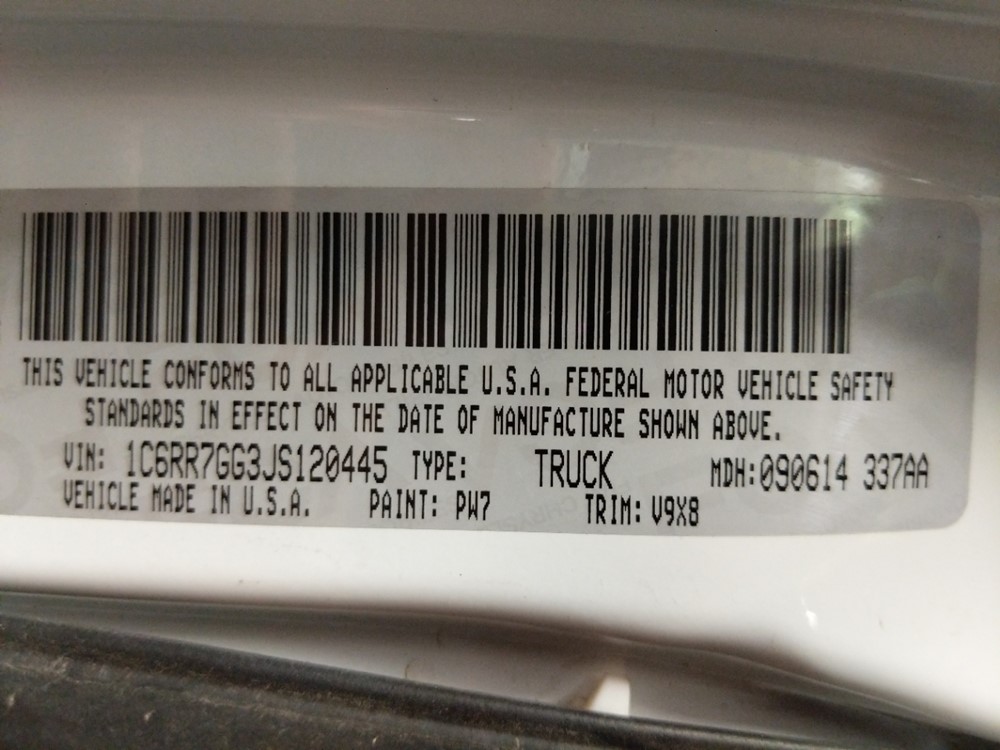 THIS VEHICLE CONFORMS TO ALL APPLICABLE U.S.A. FEDERAL MOTOR VEHICLE SAFETY
STANDARDS IN EFFECT ON THE DATE OF MANUFACTURE SHOWN ABOVE.
VIN: 1C6RR7GG3JS120445 TYPE: TRUCK MDH:090614 337AA
VEHICLE MADE IN U.S.A. PAINT: PW7 TRIM: V9X8